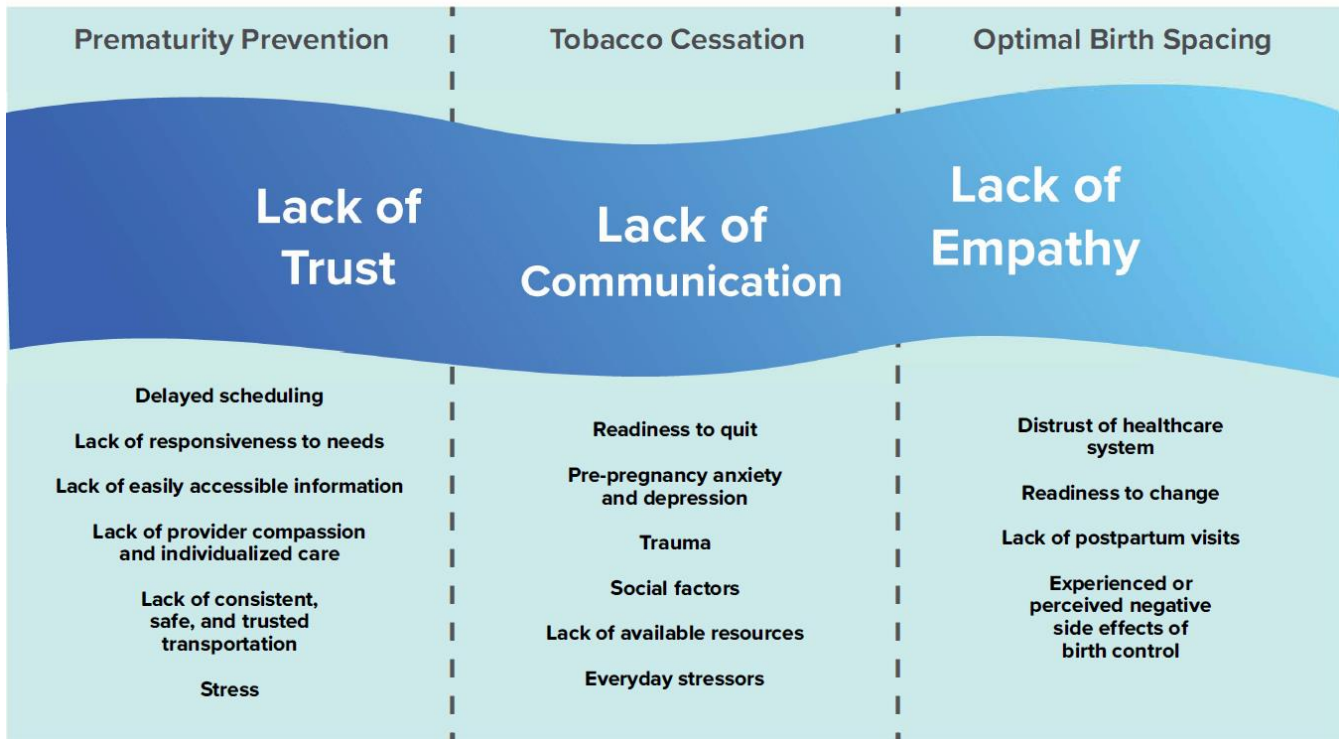 Prematurity Prevention
Tobacco Cessation
Optimal Birth Spacing
Lack of
Trust
Lack of
Communication
Lack of
Empathy
Delayed scheduling
Lack of responsiveness to needs
Lack of easily accessible information
Lack of provider compassion
and individualized care
Lack of consistent,
safe, and trusted
transportation
Stress
Readiness to quit
Pre-pregnancy anxiety
and depression
Trauma
Social factors
Lack of available resources
Everyday stressors
Distrust of healthcare
system
Readiness to change
Lack of postpartum visits
Experienced or
perceived negative
side effects of
birth control